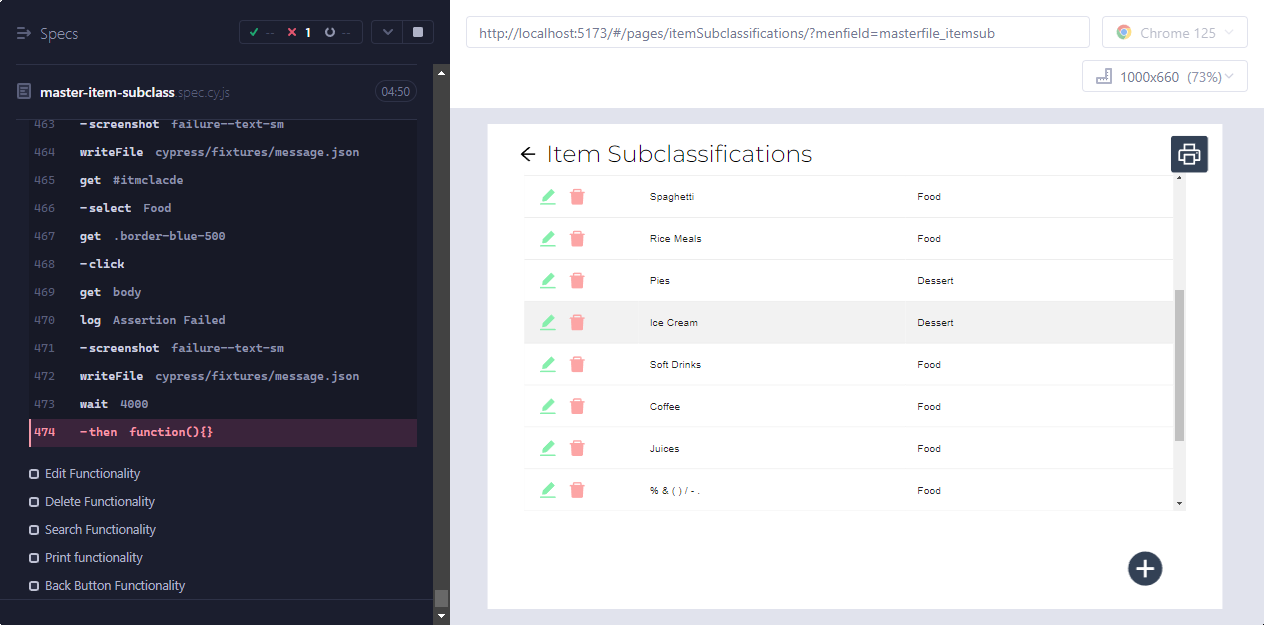 Specs
-- 1 --
master-item-subclass.spec.cy.js 04:50
463 -screenshot failure--text-sm
464 writeFile cypress/fixtures/message.json
465 get #itmclacde
466 -select Food
467 get .border-blue-500
468 -click
469 get body
470 log Assertion Failed
471 -screenshot failure--text-sm
472 writeFile cypress/fixtures/message.json
473 wait 4000
474 -then function(){}
Edit Functionality
Delete Functionality
Search Functionality
Print functionality
Back Button Functionality
http://localhost:5173/#/pages/itemSubclassifications/?menfield=masterfile_itemsub
Chrome 125
1000x660 (73%)
Item Subclassifications
Spaghetti Food
Rice Meals Food
Pies Dessert
Ice Cream Dessert
Soft Drinks Food
Coffee Food
Juices Food
% & ( ) / - . Food